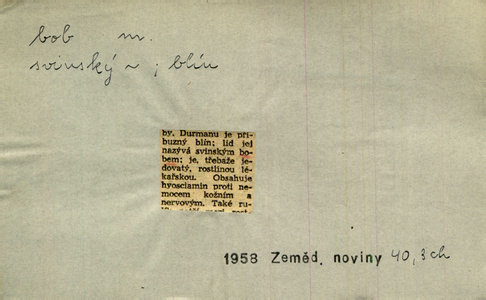 bob m.
svinský ~ ; blín
by. Durmanu je pří-
buzný blín; lid jej
nazývá svinským bo-
bem; je, třebaže je-
dovatý, rostlinou lé-
kařskou. Obsahuje
hyosciamin proti ne-
mocem kožním a
nervovým. Také ru-
1958 Zeměd. noviny 40, 3 ch